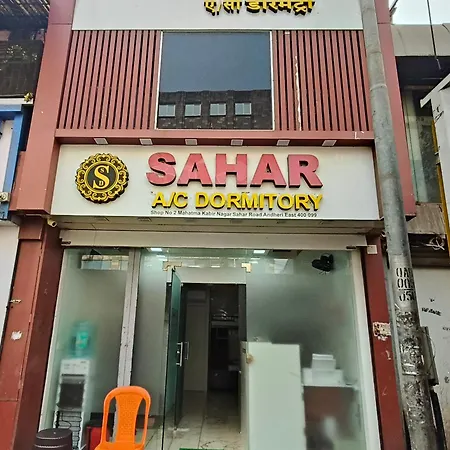 ए.सी डोरमेट्री
S
SAHAR
A/C DORMITORY
Shop No 2 Mahatma Kabir Nagar Sahar Road Andheri East 400 099